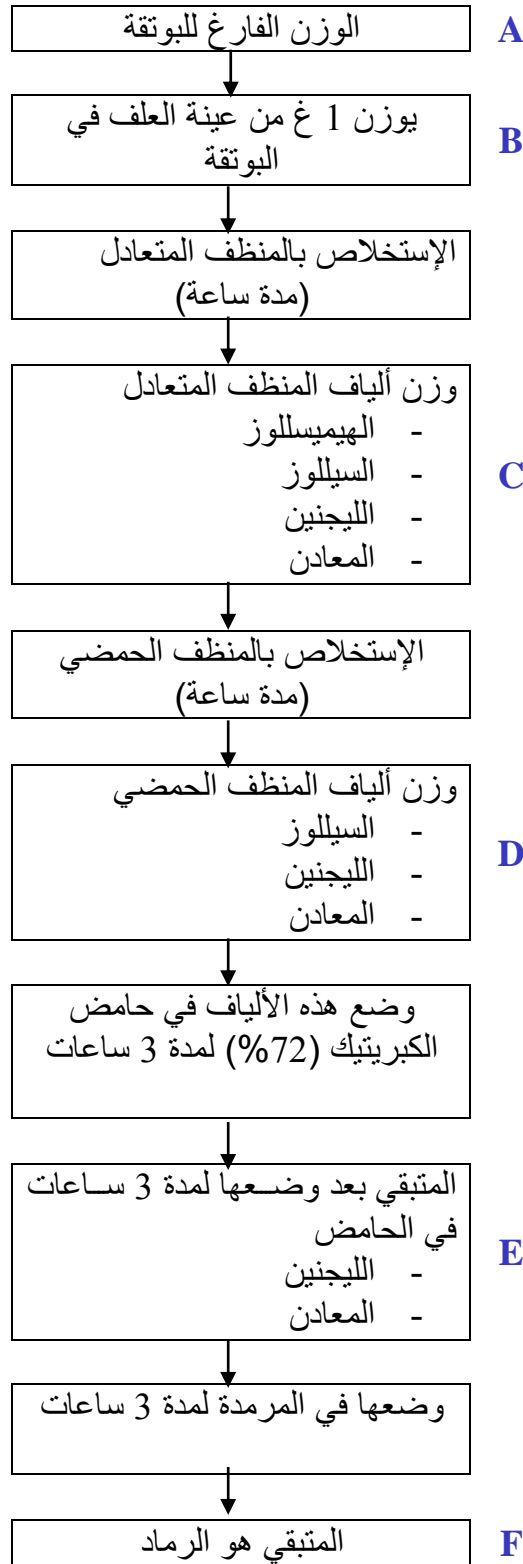 الوزن الفارغ للبوتقة
A
يوزن 1 غ من عينة العلف في
البوتقة
B
الإستخلاص بالمنظف المتعادل
(مدة ساعة)
وزن ألياف المنظف المتعادل
- الهيميسللوز
- السيللوز
- الليجنين
- المعادن
C
الإستخلاص بالمنظف الحمضي
(مدة ساعة)
وزن ألياف المنظف الحمضي
- السيللوز
- الليجنين
- المعادن
D
وضع هذه الألياف في حامض
الكبريتيك (72%) لمدة 3 ساعات
المتبقي بعد وضعها لمدة 3 ساعات
في الحامض
- الليجنين
- المعادن
E
وضعها في المرمدة لمدة 3 ساعات
المتبقي هو الرماد
F